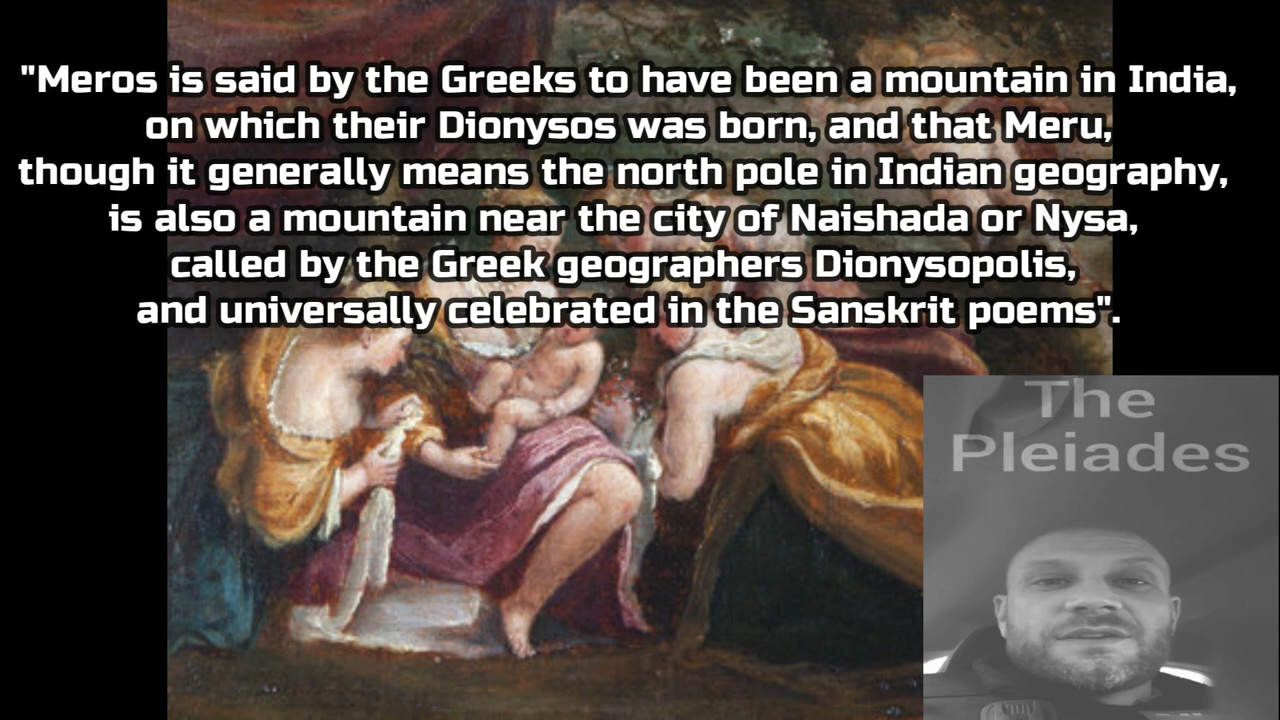 "Meros is said by the Greeks to have been a mountain in India,
on which their Dionysos was born, and that Meru,
though it generally means the north pole in Indian geography,
is also a mountain near the city of Naishada or Nysa,
called by the Greek geographers Dionysopolis,
and universally celebrated in the Sanskrit poems".
The
Pleiades